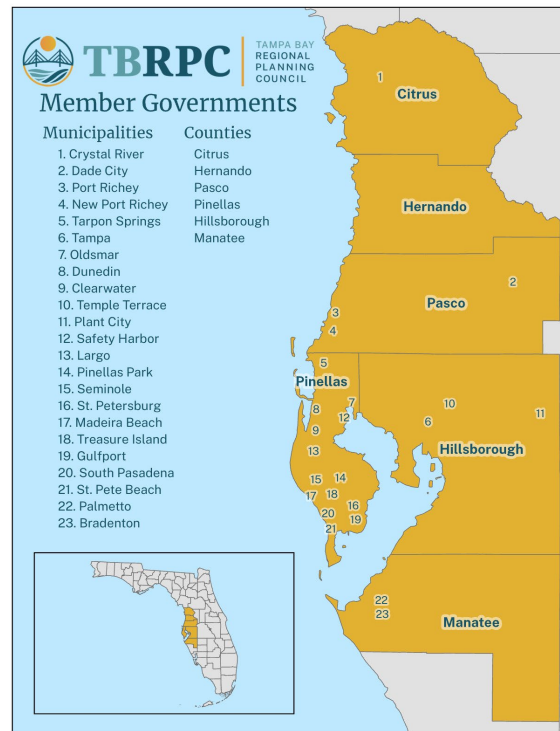 TBRPC
TAMPA BAY
REGIONAL
PLANNING
COUNCIL
Member Governments
Municipalities
1. Crystal River
2. Dade City
3. Port Richey
4. New Port Richey
5. Tarpon Springs
6. Tampa
7. Oldsmar
8. Dunedin
9. Clearwater
10. Temple Terrace
11. Plant City
12. Safety Harbor
13. Largo
14. Pinellas Park
15. Seminole
16. St. Petersburg
17. Madeira Beach
18. Treasure Island
19. Gulfport
20. South Pasadena
21. St. Pete Beach
22. Palmetto
23. Bradenton
Counties
Citrus
Hernando
Pasco
Pinellas
Hillsborough
Manatee
1
Citrus
Hernando
2
Pasco
3
4
5
Pinellas
7
8
12
10
11
6
9
13
Hillsborough
15
14
17
18
16
20
19
21
22
23
Manatee